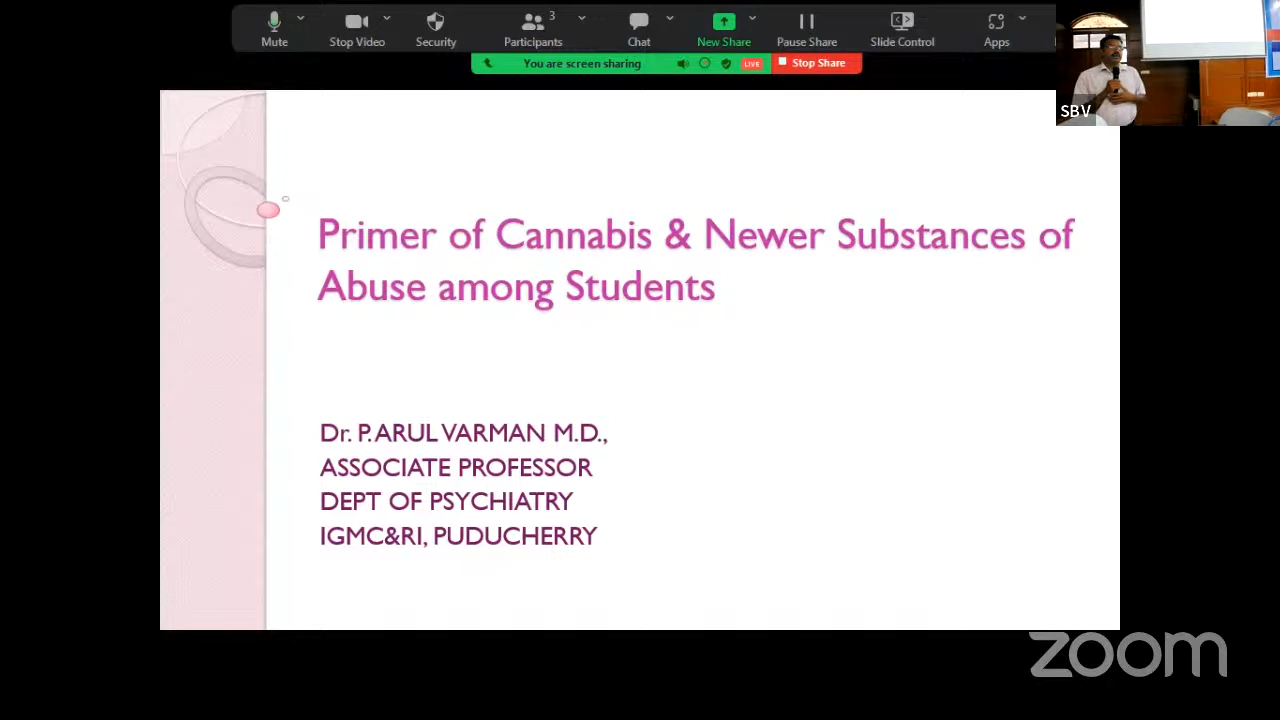 3
Mute
Stop Video
Security
Participants
Chat
New Share
Pause Share
Slide Control
Apps
You are screen sharing
LIVE
Stop Share
SBV
Primer of Cannabis & Newer Substances of
Abuse among Students
Dr. P. ARUL VARMAN M.D.,
ASSOCIATE PROFESSOR
DEPT OF PSYCHIATRY
IGMC&RI, PUDUCHERRY
zoom